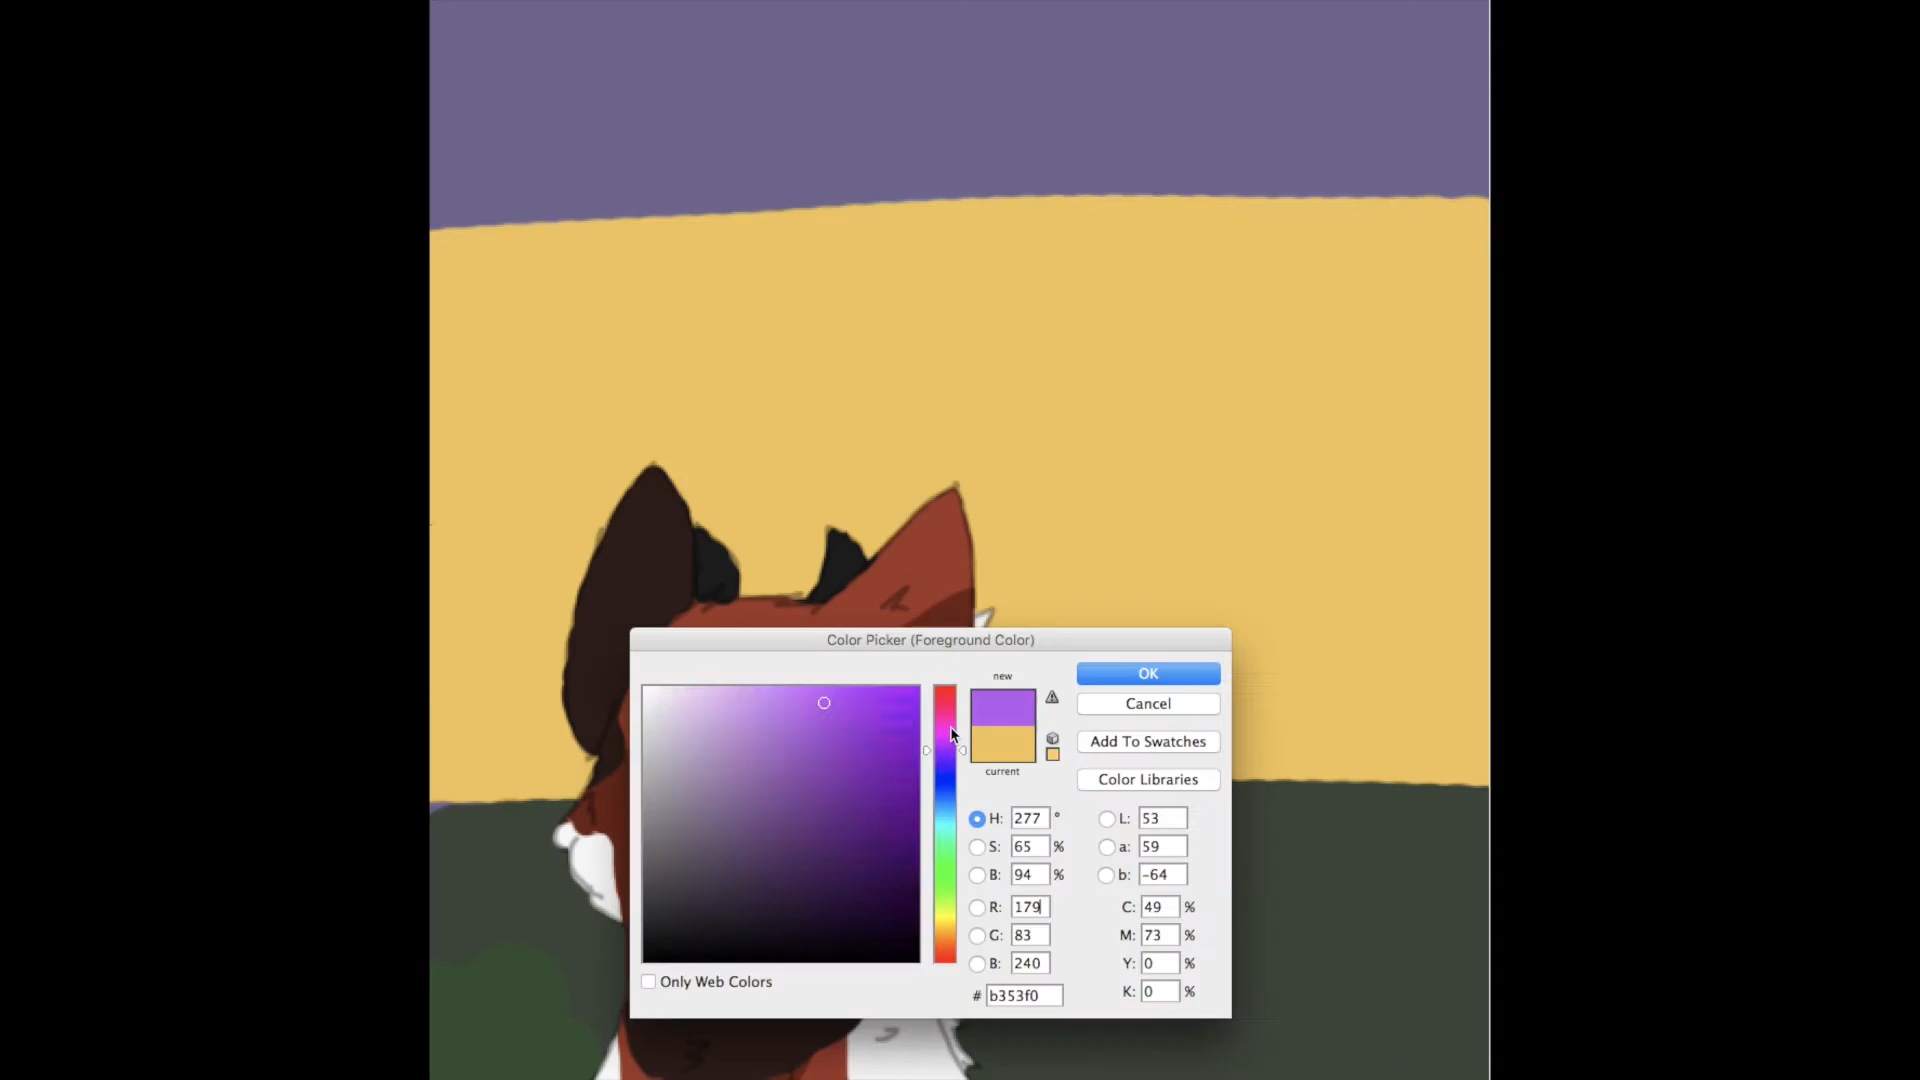 Color Picker (Foreground Color)
new
current
OK
Cancel
Add To Swatches
Color Libraries
H: 277 °
S: 65 %
B: 94 %
R: 179
G: 83
B: 240
# b353f0
L: 53
a: 59
b: -64
C: 49 %
M: 73 %
Y: 0 %
K: 0 %
Only Web Colors